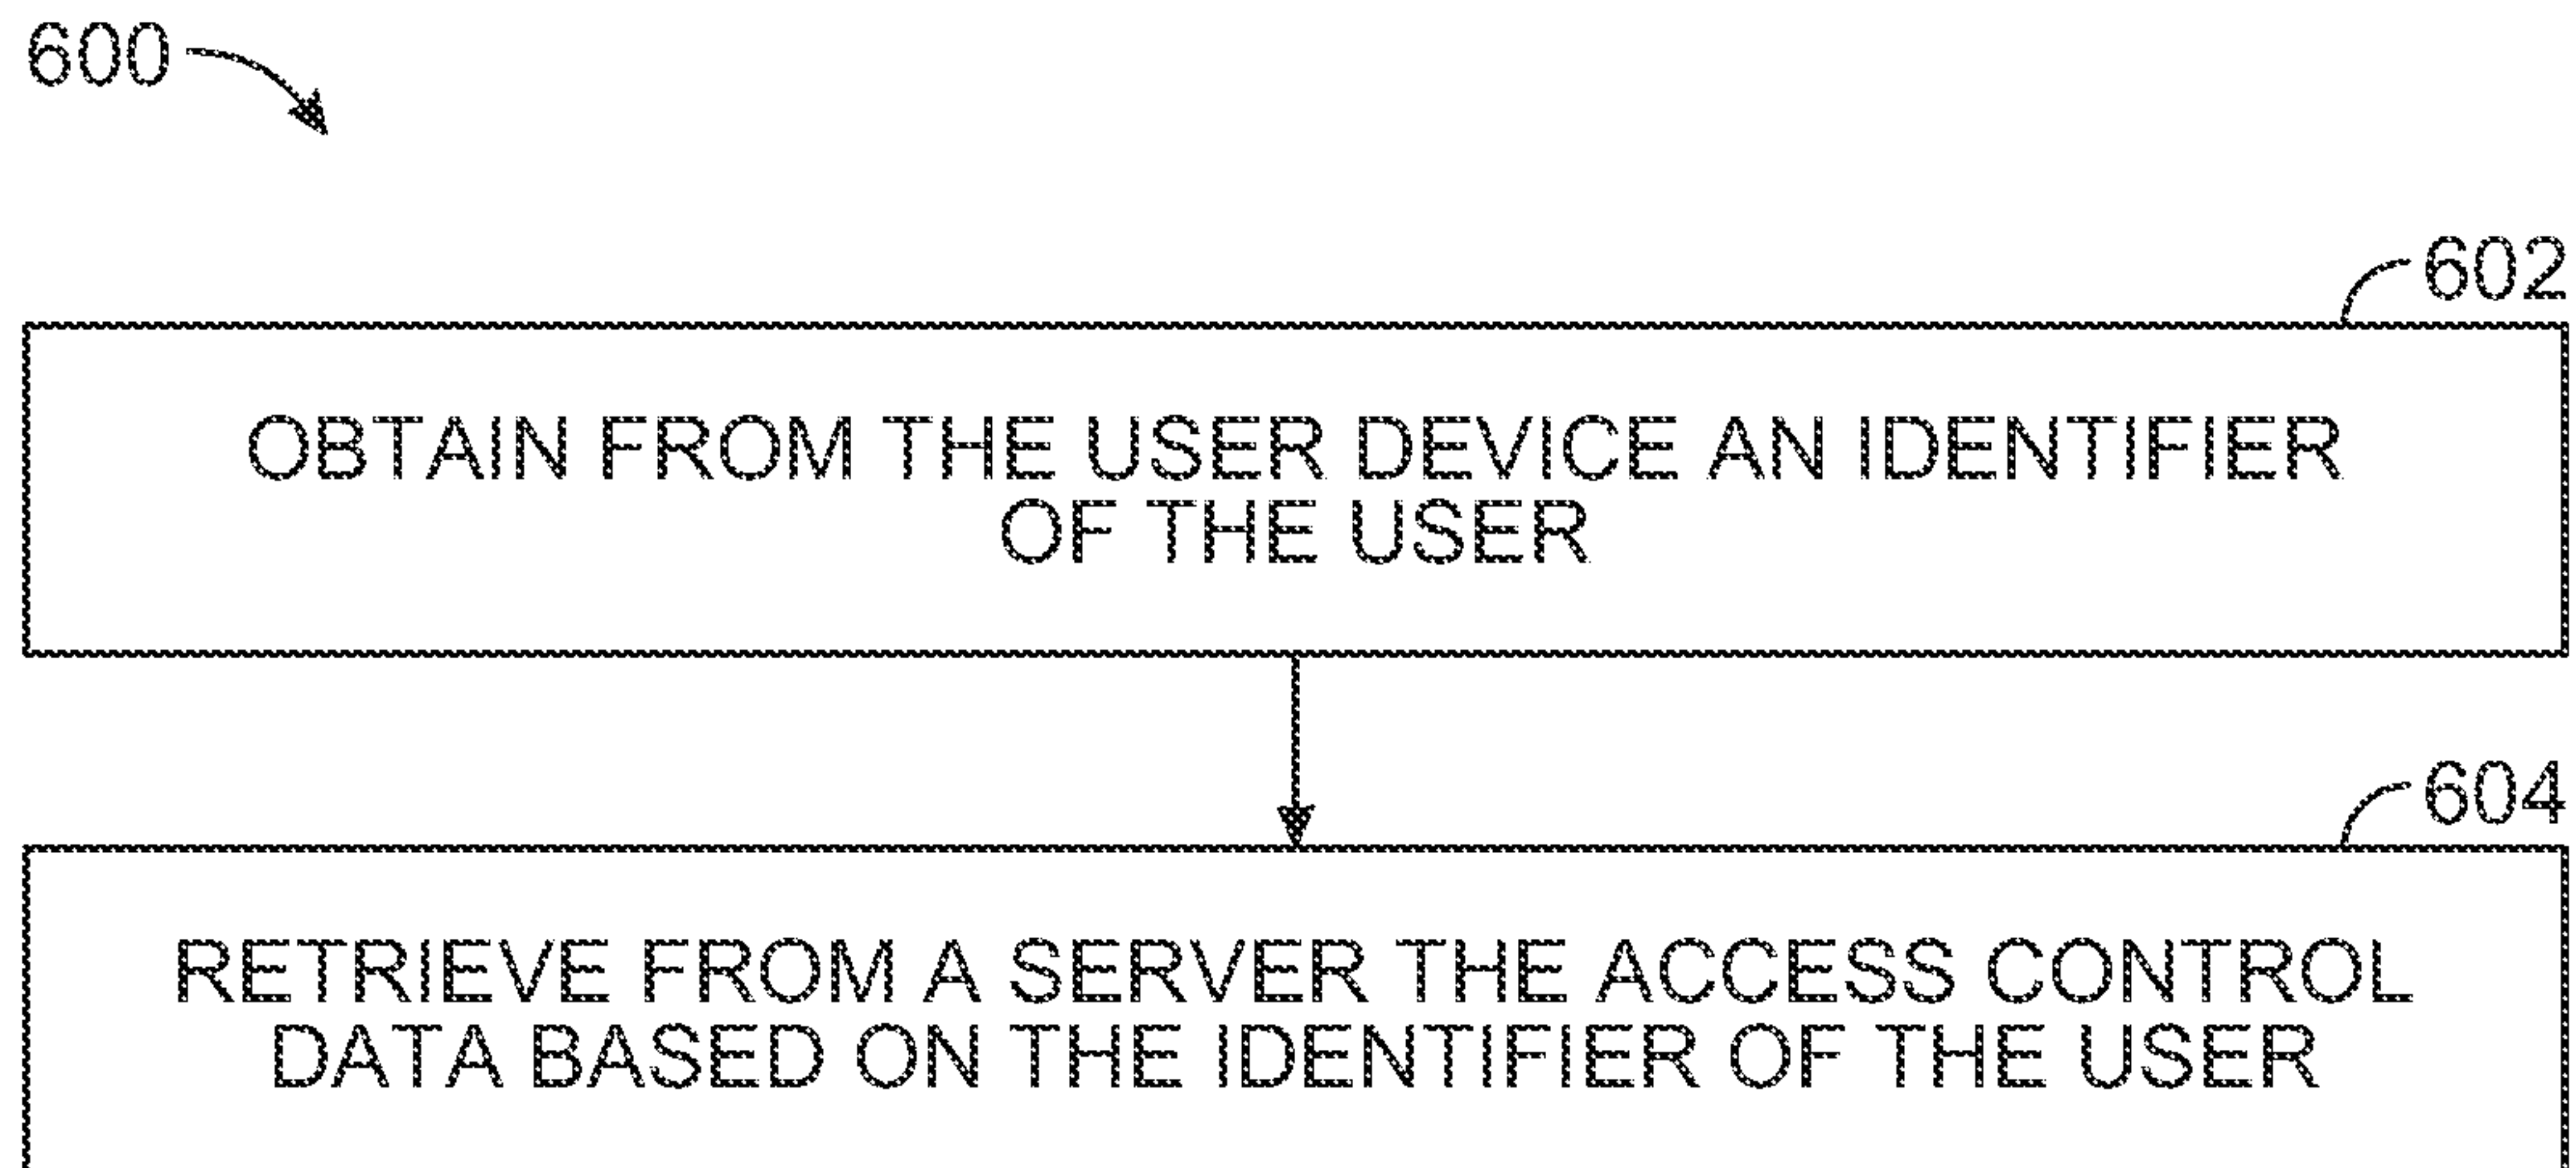 600
602
OBTAIN FROM THE USER DEVICE AN IDENTIFIER
OF THE USER
604
RETRIEVE FROM A SERVER THE ACCESS CONTROL
DATA BASED ON THE IDENTIFIER OF THE USER